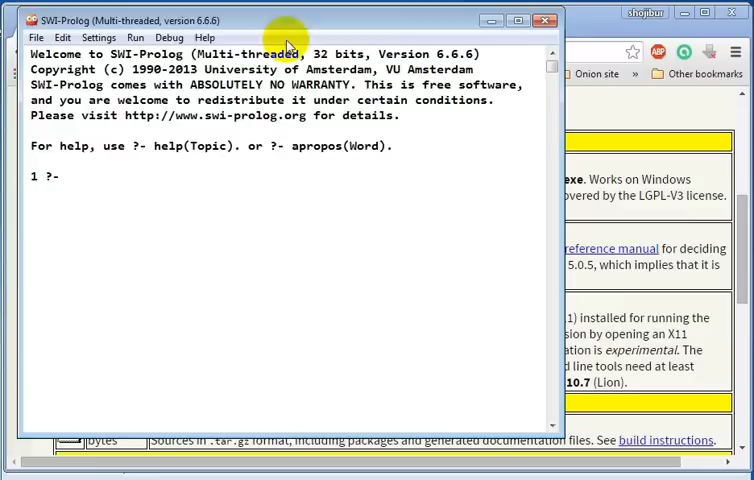 shojibur
SWI-Prolog (Multi-threaded, version 6.6.6)
File Edit Settings Run Debug Help
Welcome to SWI-Prolog (Multi-threaded, 32 bits, Version 6.6.6)
Copyright (c) 1990-2013 University of Amsterdam, VU Amsterdam
SWI-Prolog comes with ABSOLUTELY NO WARRANTY. This is free software,
and you are welcome to redistribute it under certain conditions.
Please visit http://www.swi-prolog.org for details.
For help, use ?- help(Topic). or ?- apropos(Word).
1 ?-
ABP
Onion site » Other bookmarks
exe. Works on Windows
overed by the LGPL-V3 license.
reference manual for deciding
5.0.5, which implies that it is
1) installed for running the
sion by opening an X11
ation is experimental. The
d line tools need at least
10.7 (Lion).
bytes Sources in .tar.gz format, including packages and generated documentation files. See build instructions.